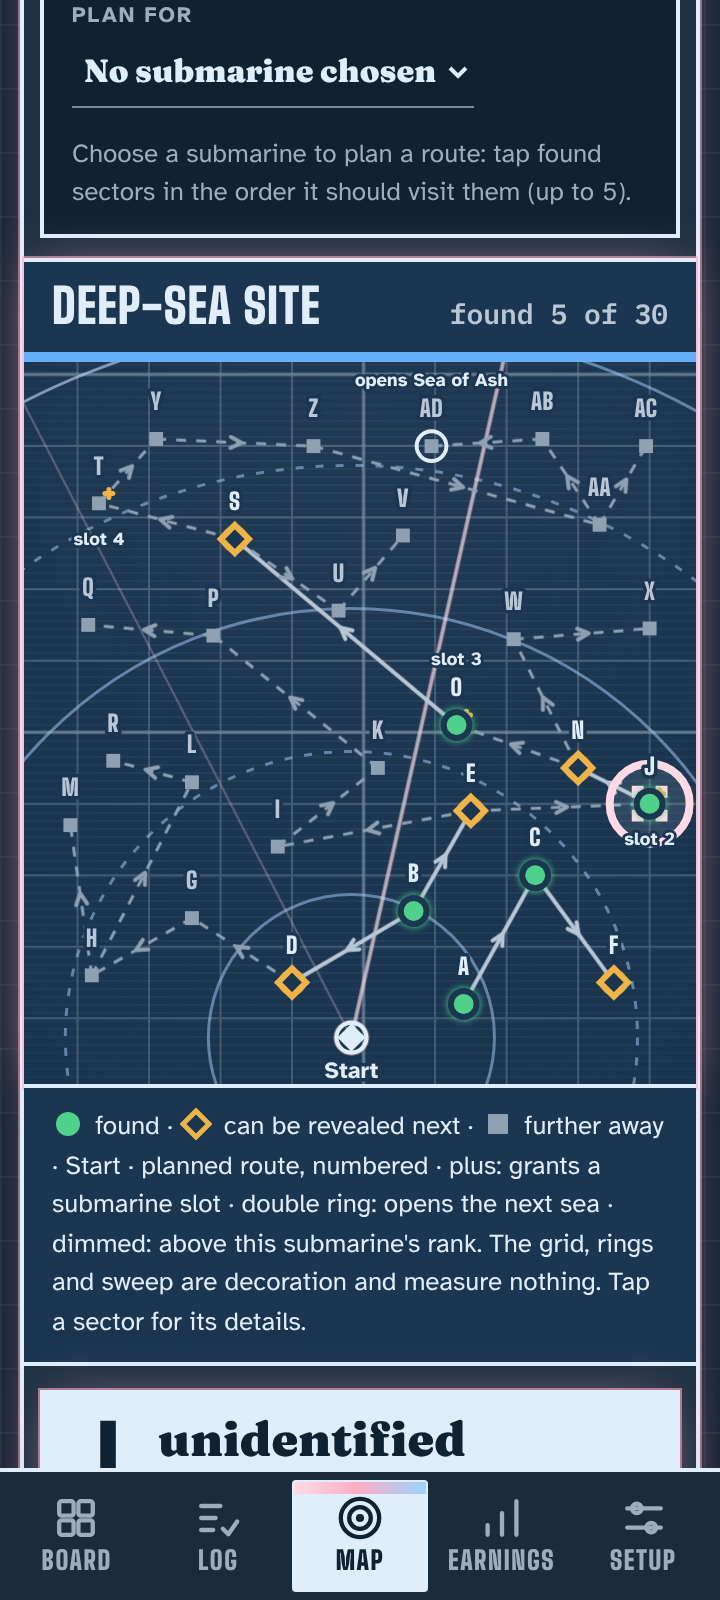 PLAN FOR
No submarine chosen
Choose a submarine to plan a route: tap found
sectors in the order it should visit them (up to 5).
DEEP-SEA SITE
found 5 of 30
opens Sea of Ash
Y
Z
AD
AB
AC
T
S
V
AA
slot 4
Q
P
U
W
X
slot 3
O
R
L
K
N
J
M
I
E
slot 2
G
B
C
H
D
A
F
Start
found · can be revealed next · further away
· Start · planned route, numbered · plus: grants a
submarine slot · double ring: opens the next sea ·
dimmed: above this submarine's rank. The grid, rings
and sweep are decoration and measure nothing. Tap
a sector for its details.
unidentified
BOARD
LOG
MAP
EARNINGS
SETUP